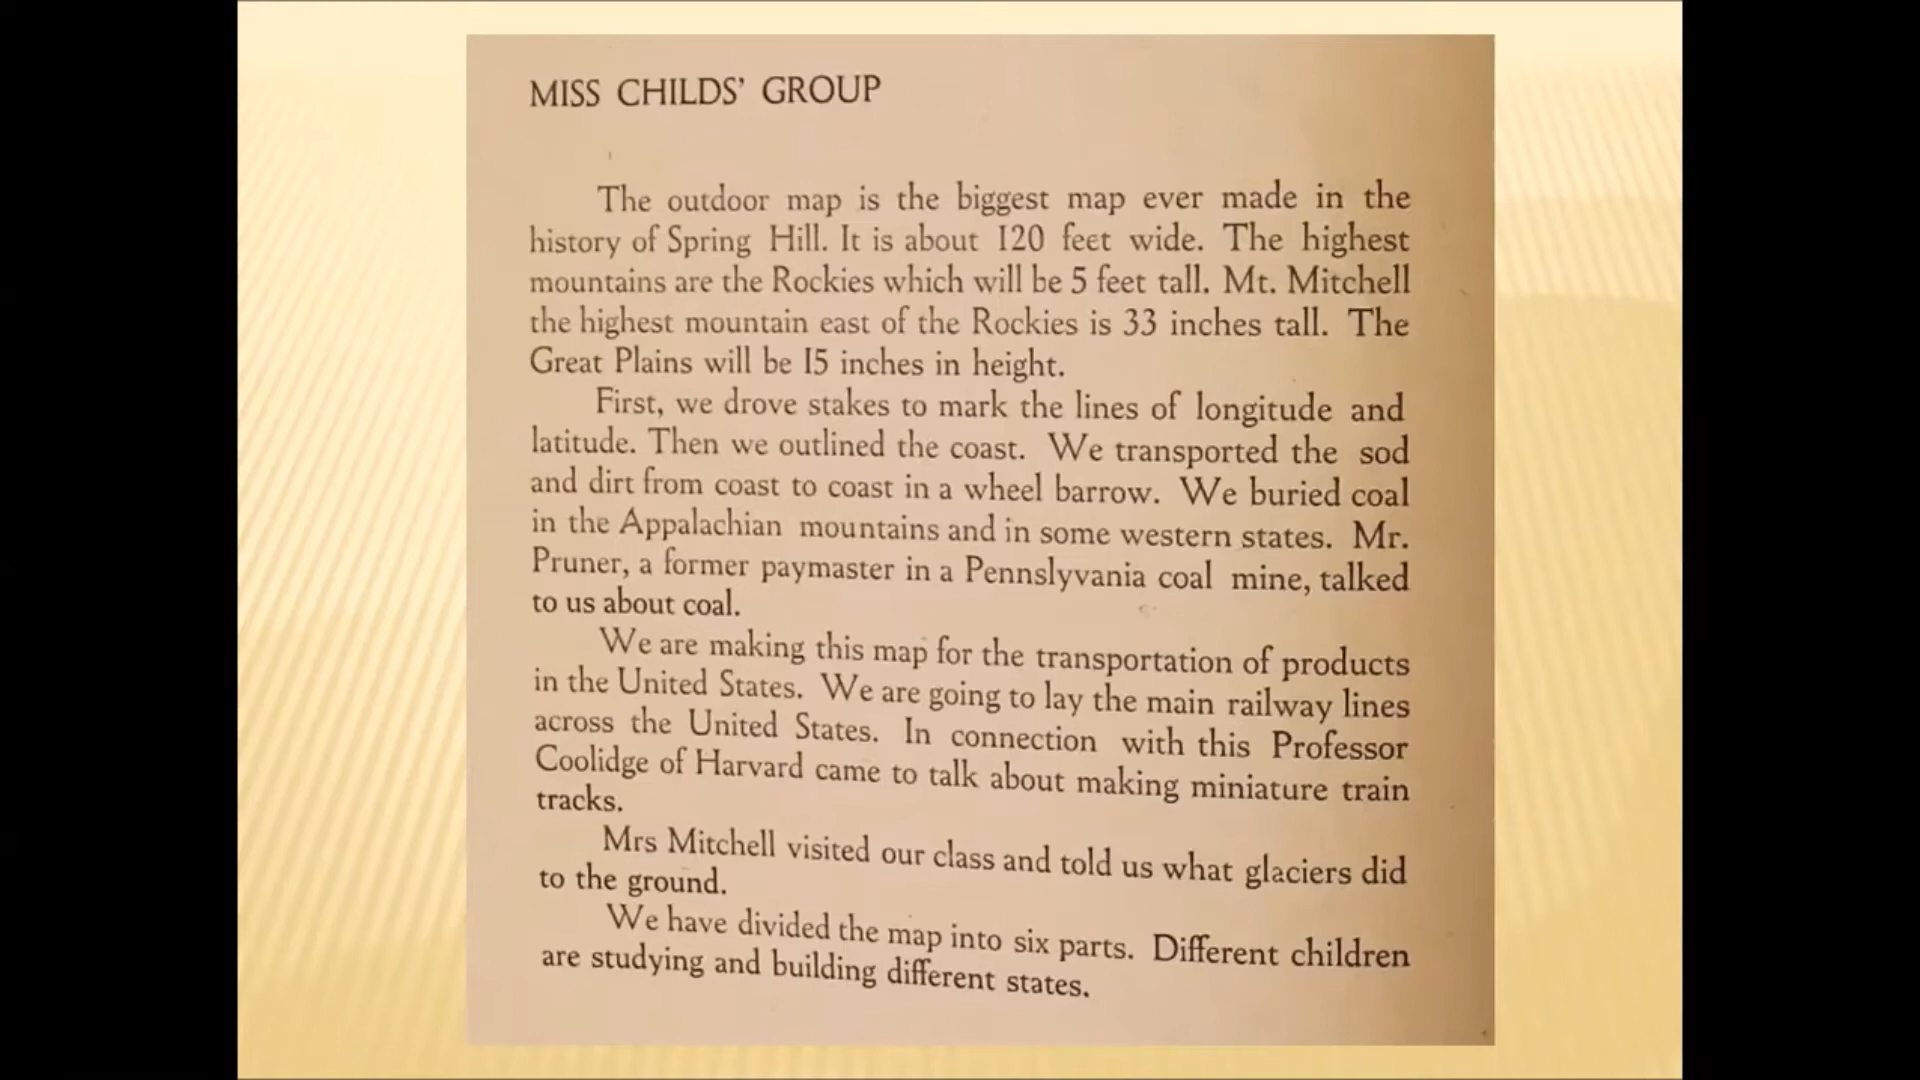 MISS CHILDS' GROUP
The outdoor map is the biggest map ever made in the
history of Spring Hill. It is about 120 feet wide. The highest
mountains are the Rockies which will be 5 feet tall. Mt. Mitchell
the highest mountain east of the Rockies is 33 inches tall. The
Great Plains will be 15 inches in height.
First, we drove stakes to mark the lines of longitude and
latitude. Then we outlined the coast. We transported the sod
and dirt from coast to coast in a wheel barrow. We buried coal
in the Appalachian mountains and in some western states. Mr.
Pruner, a former paymaster in a Pennslyvania coal mine, talked
to us about coal.
We are making this map for the transportation of products
in the United States. We are going to lay the main railway lines
across the United States. In connection with this Professor
Coolidge of Harvard came to talk about making miniature train
tracks.
Mrs Mitchell visited our class and told us what glaciers did
to the ground.
We have divided the map into six parts. Different children
are studying and building different states.